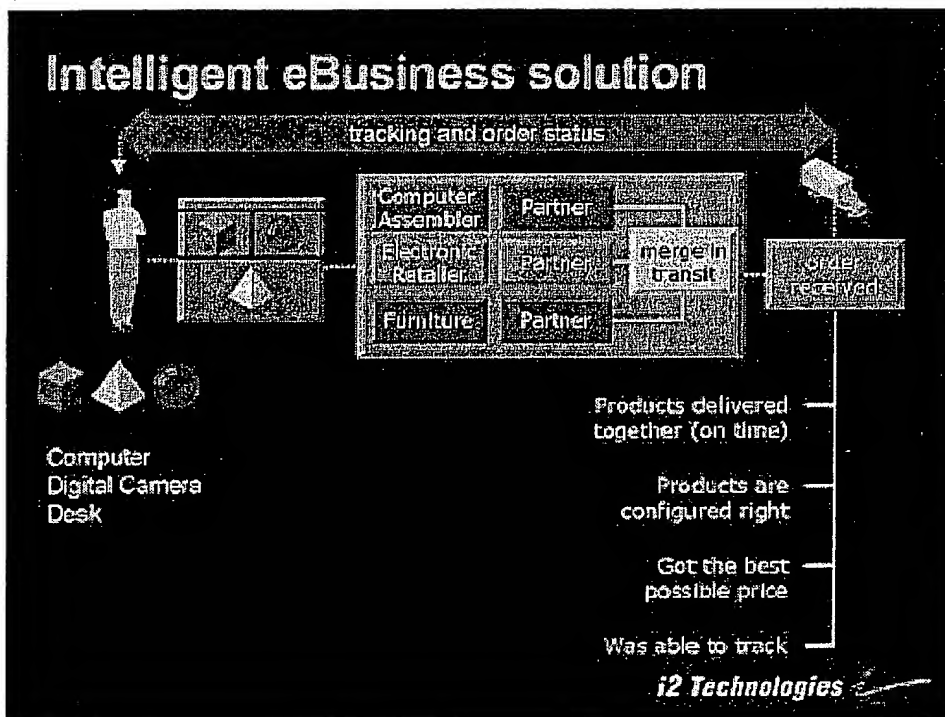 Intelligent eBusiness solution
tracking and order status
Computer
Assembler
Partner
Electronic
Retailer
Partner
Furniture
Partner
merge in
transit
order
received
Computer
Digital Camera
Desk
Products delivered
together (on time)
Products are
configured right
Got the best
possible price
Was able to track
i2 Technologies